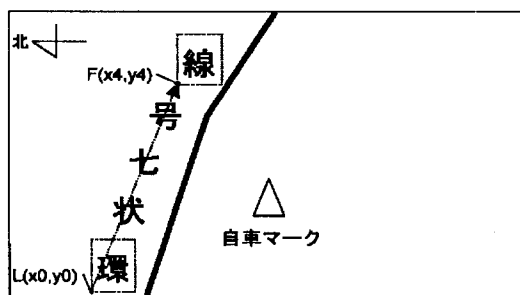 北
F(x4,y4)
線
号
七
状
環
L(x0,y0)
自車マーク